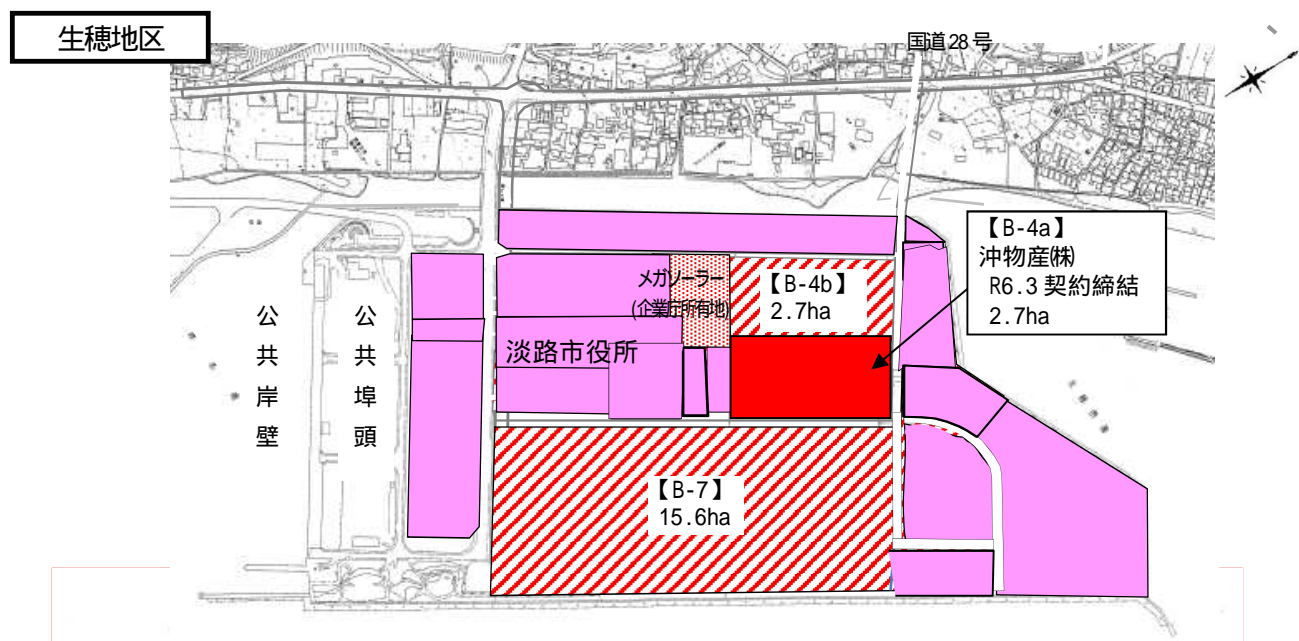 生穂地区
国道28号
【B-4a】
沖物産㈱
R6.3 契約締結
2.7ha
メガソーラー
(企業庁所有地)
【B-4b】
2.7ha
淡路市役所
公共岸壁
公共埠頭
【B-7】
15.6ha